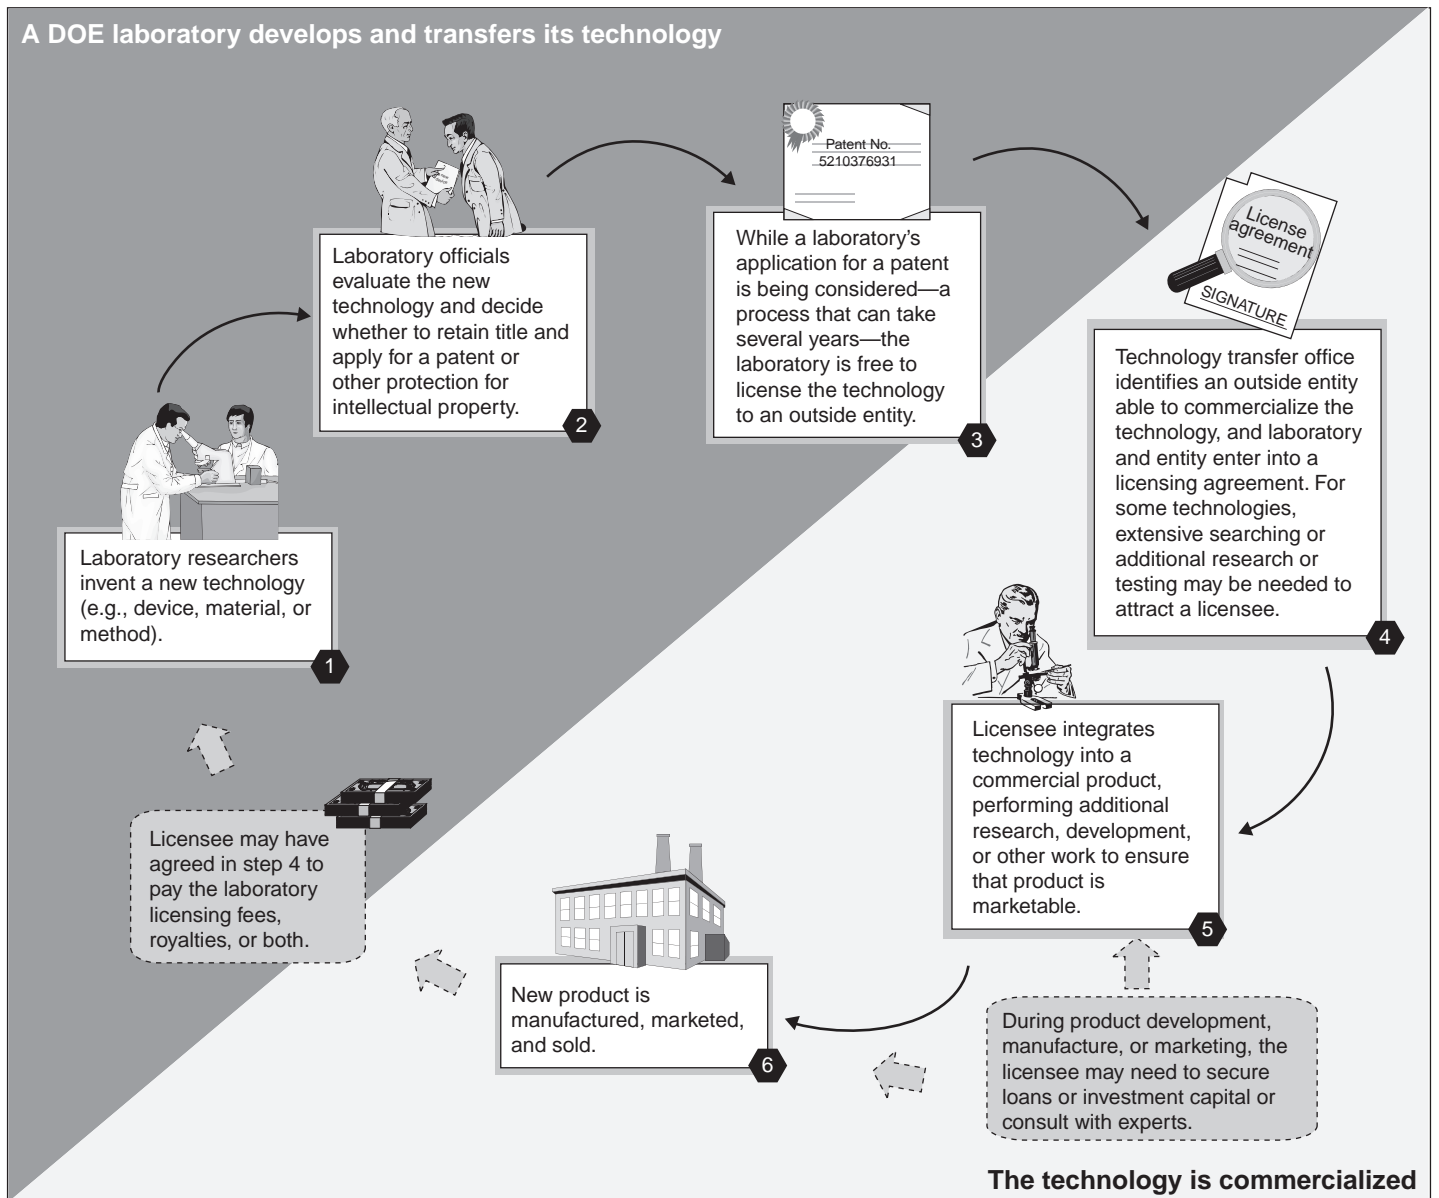 A DOE laboratory develops and transfers its technology
Laboratory researchers
invent a new technology
(e.g., device, material, or
method).
1
Laboratory officials
evaluate the new
technology and decide
whether to retain title and
apply for a patent or
other protection for
intellectual property.
2
Patent No.
5210376931
While a laboratory’s
application for a patent
is being considered—a
process that can take
several years—the
laboratory is free to
license the technology
to an outside entity.
3
License
agreement
SIGNATURE
Technology transfer office
identifies an outside entity
able to commercialize the
technology, and laboratory
and entity enter into a
licensing agreement. For
some technologies,
extensive searching or
additional research or
testing may be needed to
attract a licensee.
4
Licensee integrates
technology into a
commercial product,
performing additional
research, development,
or other work to ensure
that product is
marketable.
5
During product development,
manufacture, or marketing, the
licensee may need to secure
loans or investment capital or
consult with experts.
New product is
manufactured, marketed,
and sold.
6
Licensee may have
agreed in step 4 to
pay the laboratory
licensing fees,
royalties, or both.
The technology is commercialized